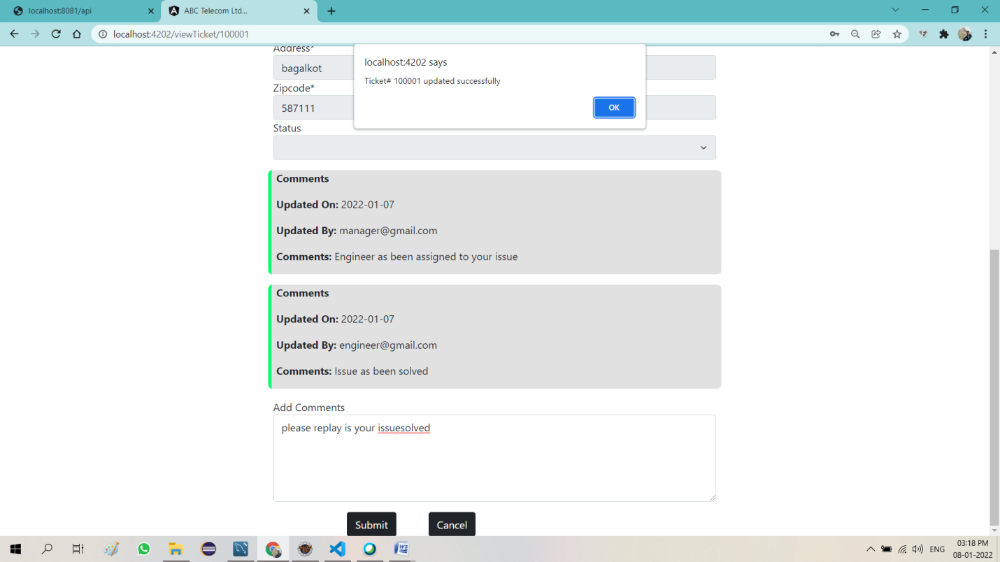 localhost:8081/api
ABC Telecom Ltd...
localhost:4202/viewTicket/100001
Address*
bagalkot
localhost:4202 says
Ticket# 100001 updated successfully
OK
Zipcode*
587111
Status
Comments
Updated On: 2022-01-07
Updated By: manager@gmail.com
Comments: Engineer as been assigned to your issue
Comments
Updated On: 2022-01-07
Updated By: engineer@gmail.com
Comments: Issue as been solved
Add Comments
please replay is your issuesolved
Submit
Cancel
ENG
03:18 PM
08-01-2022